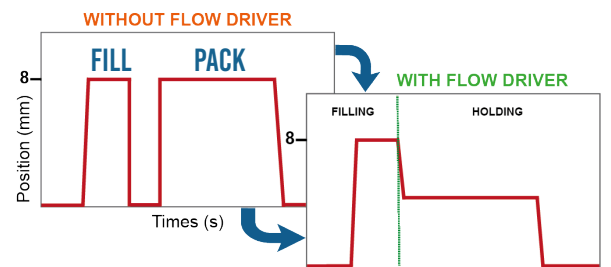 WITHOUT FLOW DRIVER
FILL PACK
8
Position (mm)
Times (s)
WITH FLOW DRIVER
FILLING HOLDING
8